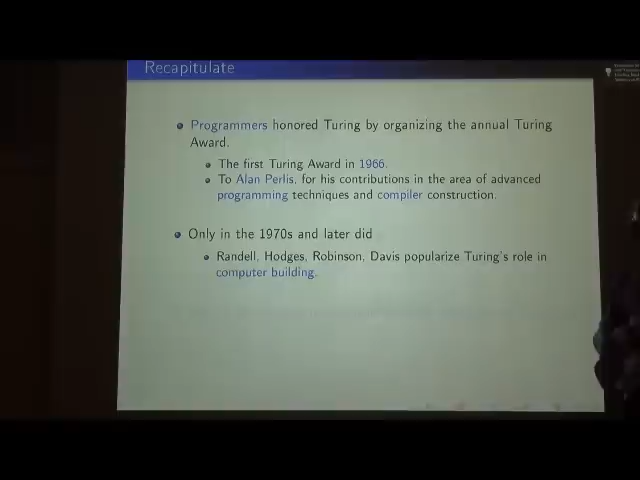 Recapitulate
Programmers honored Turing by organizing the annual Turing
Award.
The first Turing Award in 1966.
To Alan Perlis, for his contributions in the area of advanced
programming techniques and compiler construction.
Only in the 1970s and later did
Randell, Hodges, Robinson, Davis popularize Turing's role in
computer building.